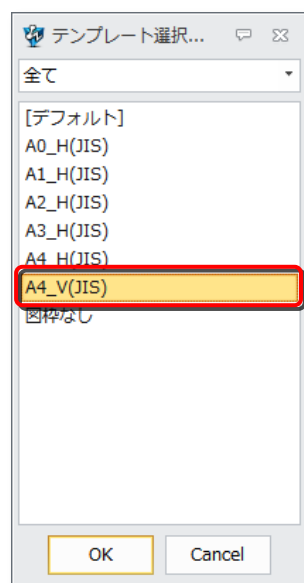 テンプレート選択...
全て
[デフォルト]
A0_H(JIS)
A1_H(JIS)
A2_H(JIS)
A3_H(JIS)
A4_H(JIS)
A4_V(JIS)
図枠なし
OK Cancel